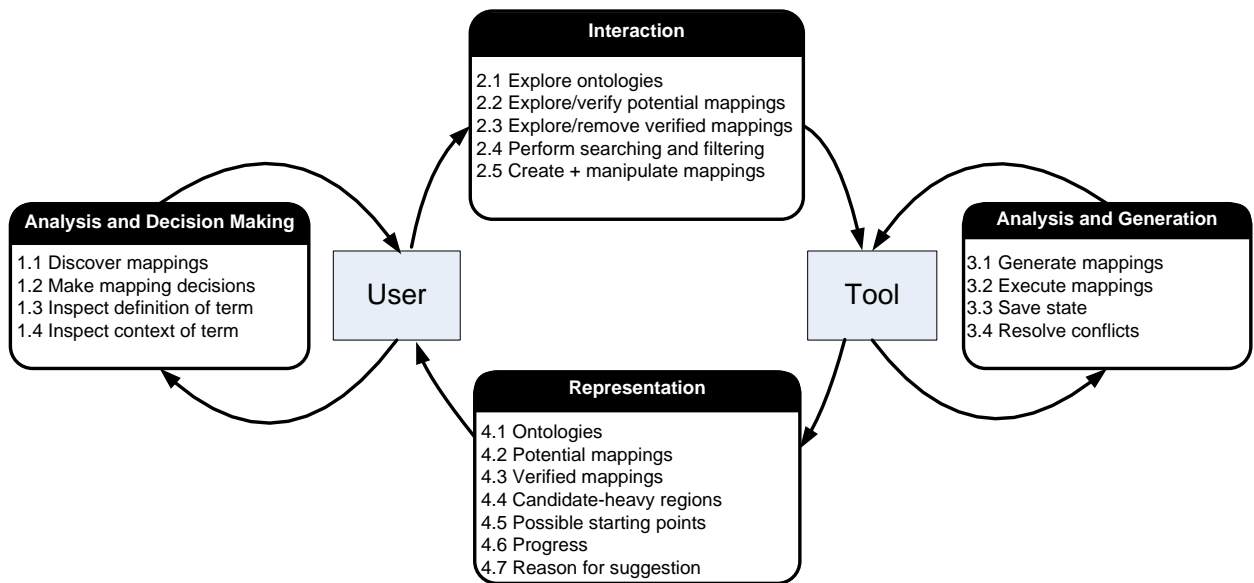 Interaction
2.1 Explore ontologies
2.2 Explore/verify potential mappings
2.3 Explore/remove verified mappings
2.4 Perform searching and filtering
2.5 Create + manipulate mappings
Analysis and Decision Making
1.1 Discover mappings
1.2 Make mapping decisions
1.3 Inspect definition of term
1.4 Inspect context of term
User
Tool
Analysis and Generation
3.1 Generate mappings
3.2 Execute mappings
3.3 Save state
3.4 Resolve conflicts
Representation
4.1 Ontologies
4.2 Potential mappings
4.3 Verified mappings
4.4 Candidate-heavy regions
4.5 Possible starting points
4.6 Progress
4.7 Reason for suggestion